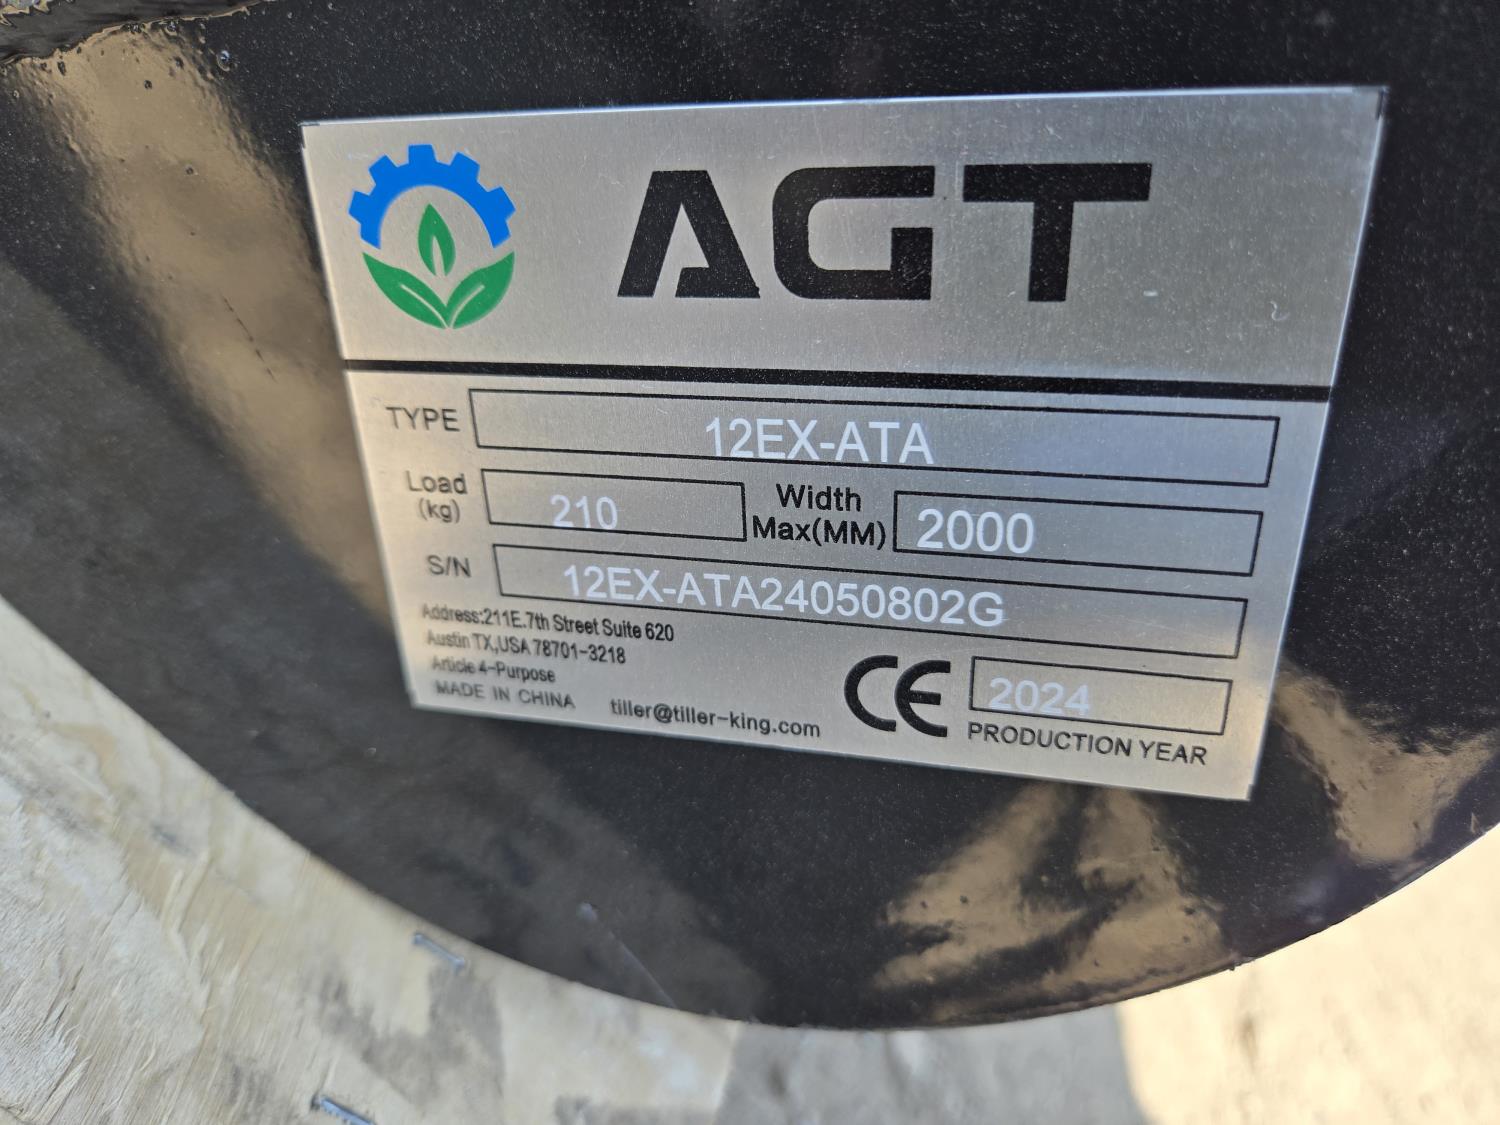 AGT
TYPE 12EX-ATA
Load (kg) 210 Width Max(MM) 2000
S/N 12EX-ATA24050802G
Address:211E.7th Street Suite 620
Austin TX,USA 78701-3218
Article 4-Purpose
MADE IN CHINA tiller@tiller-king.com
CE 2024
PRODUCTION YEAR